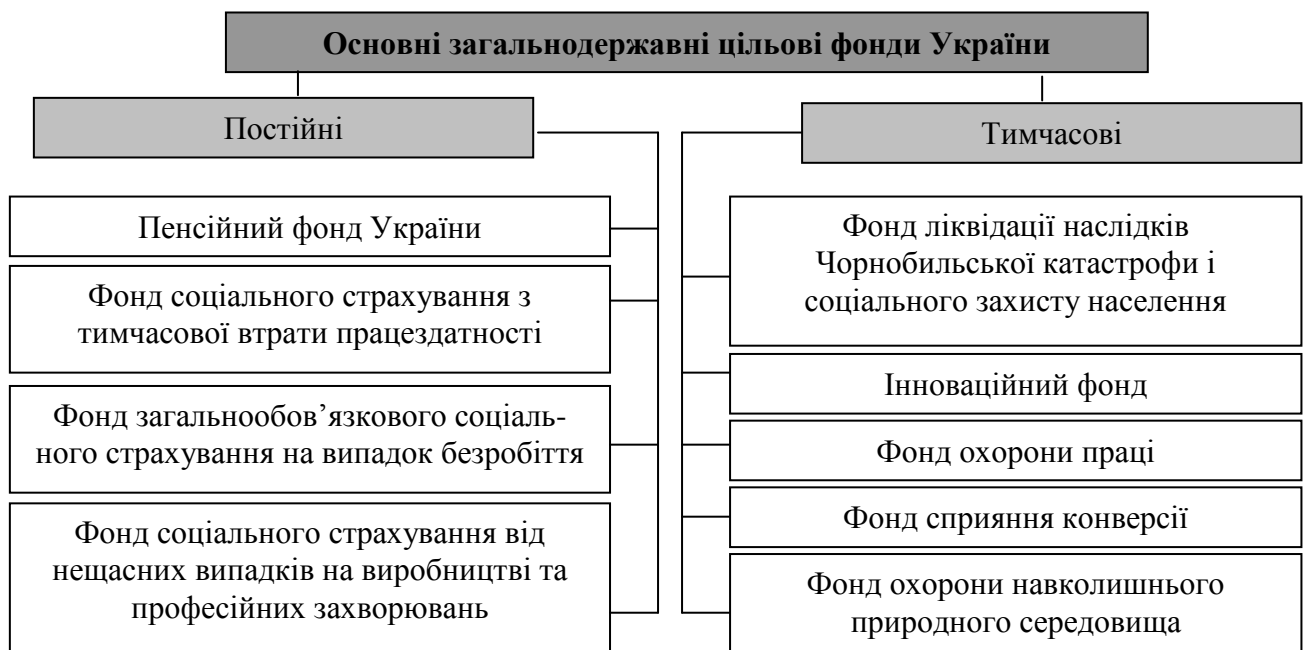 Основні загальнодержавні цільові фонди України
Постійні
Пенсійний фонд України
Фонд соціального страхування з
тимчасової втрати працездатності
Фонд загальнообов’язкового соціаль-
ного страхування на випадок безробіття
Фонд соціального страхування від
нещасних випадків на виробництві та
професійних захворювань
Тимчасові
Фонд ліквідації наслідків
Чорнобильської катастрофи і
соціального захисту населення
Інноваційний фонд
Фонд охорони праці
Фонд сприяння конверсії
Фонд охорони навколишнього
природного середовища